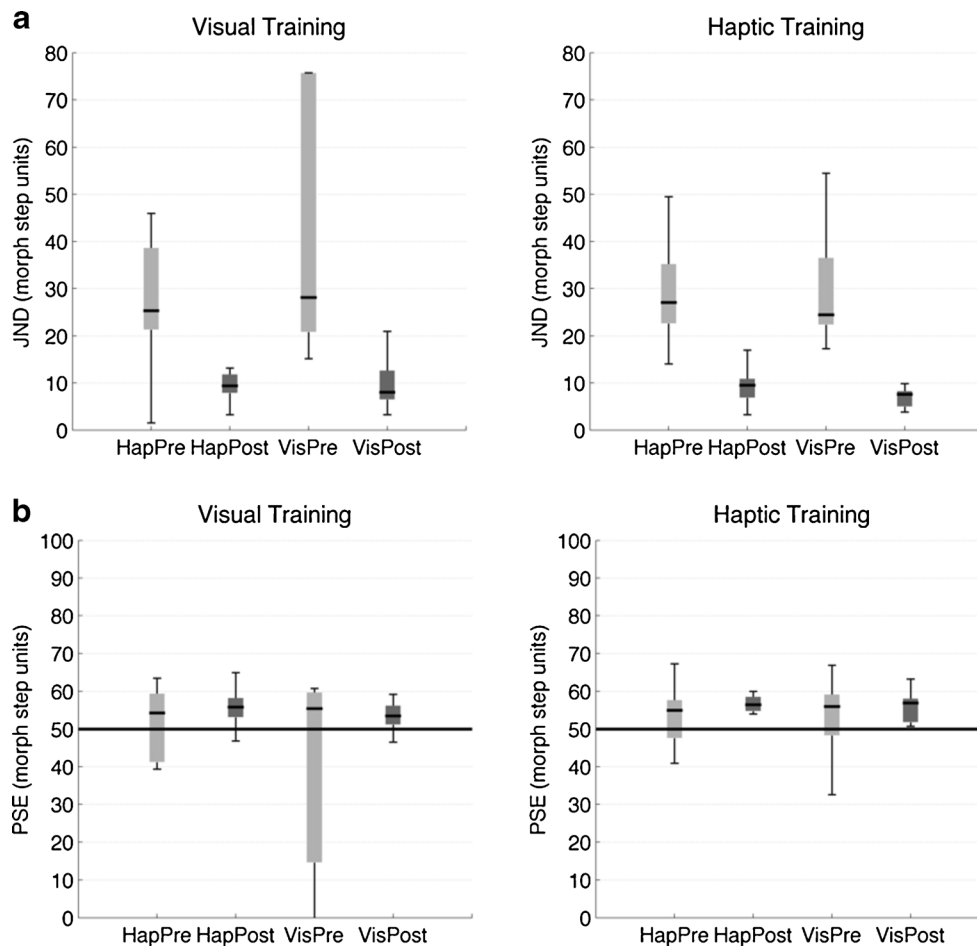 a
Visual Training
Haptic Training
JND (morph step units)
80
70
60
50
40
30
20
10
0
HapPre HapPost VisPre VisPost
JND (morph step units)
80
70
60
50
40
30
20
10
0
HapPre HapPost VisPre VisPost
b
Visual Training
Haptic Training
PSE (morph step units)
100
90
80
70
60
50
40
30
20
10
0
HapPre HapPost VisPre VisPost
PSE (morph step units)
100
90
80
70
60
50
40
30
20
10
0
HapPre HapPost VisPre VisPost